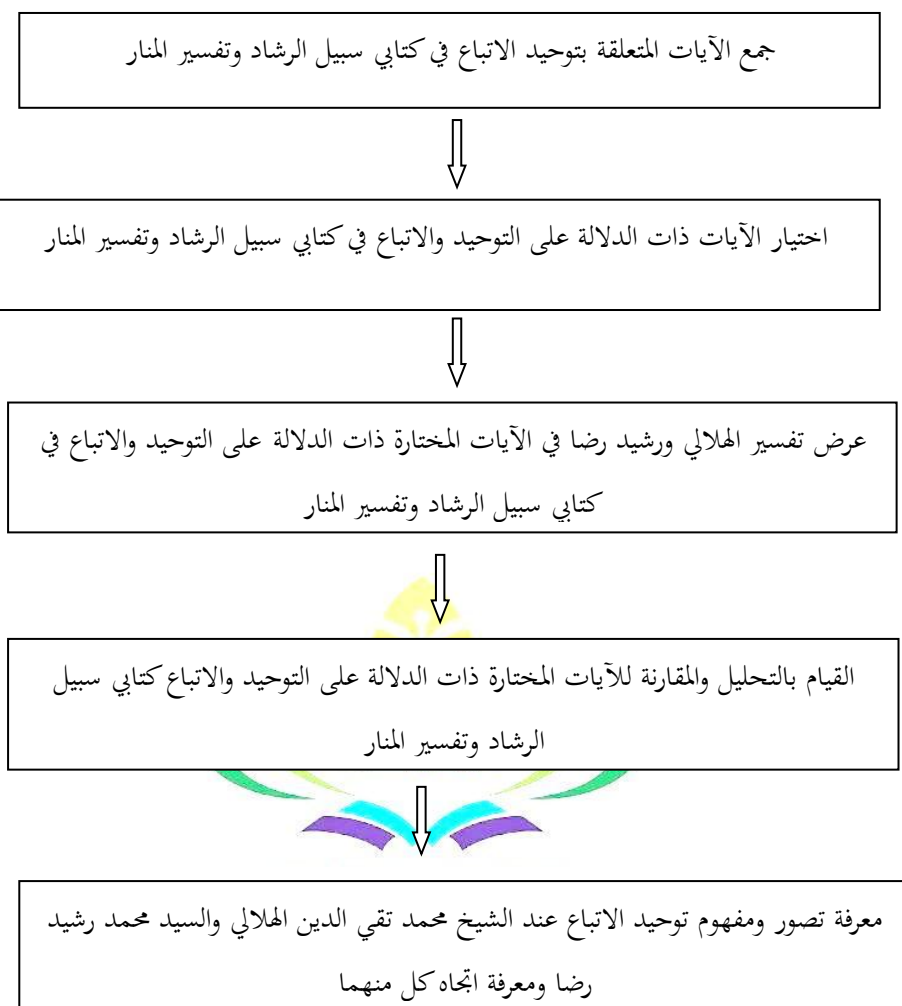 جمع الآيات المتعلقة بتوحيد الاتباع في كتابي سبيل الرشاد وتفسير المنار
اختيار الآيات ذات الدلالة على التوحيد والاتباع في كتابي سبيل الرشاد وتفسير المنار
عرض تفسير الهلالي ورشيد رضا في الآيات المختارة ذات الدلالة على التوحيد والاتباع في
كتابي سبيل الرشاد وتفسير المنار
القيام بالتحليل والمقارنة للآيات المختارة ذات الدلالة على التوحيد والاتباع كتابي سبيل
الرشاد وتفسير المنار
معرفة تصور ومفهوم توحيد الاتباع عند الشيخ محمد تقي الدين الهلالي والسيد محمد رشيد
رضا ومعرفة اتجاه كل منهما